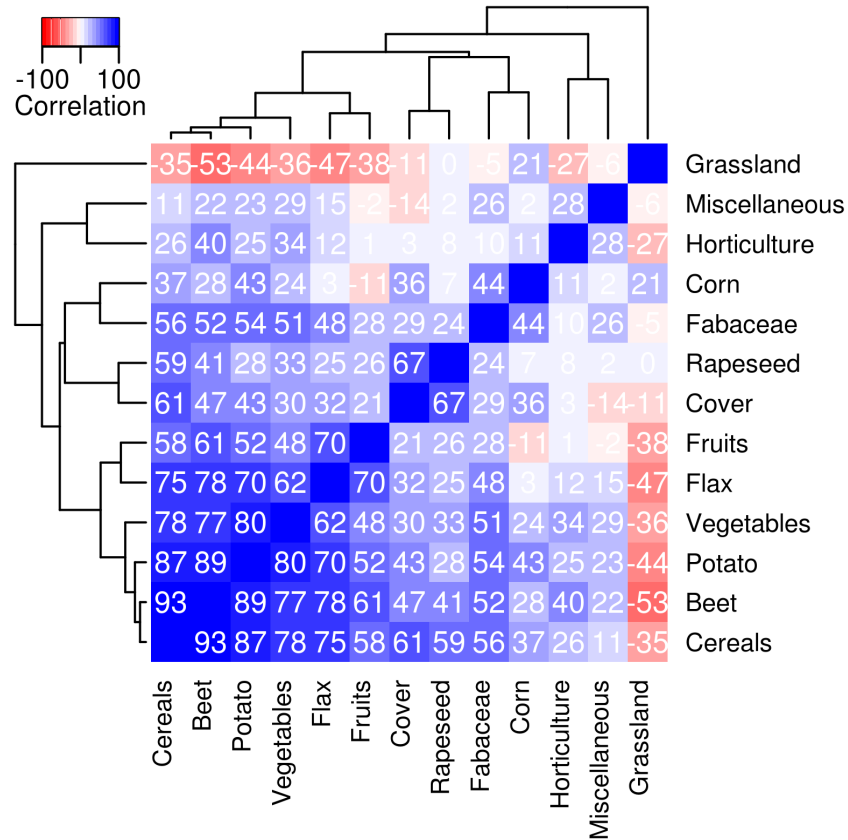 -100 100
Correlation
-35 -53 -44 -36 -47 -38 -11 0 -5 21 -27 -6 Grassland
11 22 23 29 15 -2 -14 2 26 2 28 -6 Miscellaneous
26 40 25 34 12 1 3 8 10 11 28 -27 Horticulture
37 28 43 24 3 -11 36 7 44 11 2 21 Corn
56 52 54 51 48 28 29 24 44 10 26 -5 Fabaceae
59 41 28 33 25 26 67 24 7 8 2 0 Rapeseed
61 47 43 30 32 21 67 29 36 3 -14 -11 Cover
58 61 52 48 70 21 26 28 -11 1 -2 -38 Fruits
75 78 70 62 70 32 25 48 3 12 15 -47 Flax
78 77 80 62 48 30 33 51 24 34 29 -36 Vegetables
87 89 80 70 52 43 28 54 43 25 23 -44 Potato
93 89 77 78 61 47 41 52 28 40 22 -53 Beet
93 87 78 75 58 61 59 56 37 26 11 -35 Cereals
Cereals Beet Potato Vegetables Flax Fruits Cover Rapeseed Fabaceae Corn Horticulture Miscellaneous Grassland